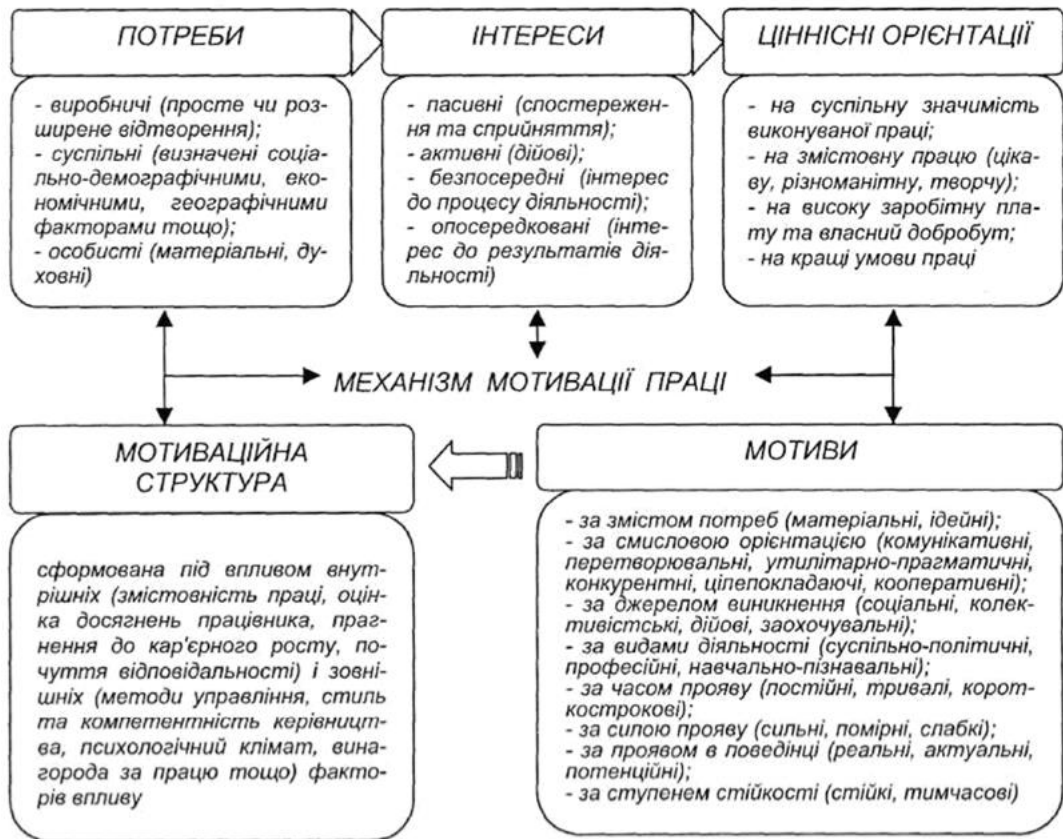 ПОТРЕБИ
- виробничі (просте чи роз-
ширене відтворення);
- суспільні (визначені соці-
ально-демографічними, еко-
номічними, географічними
факторами тощо);
- особисті (матеріальні, ду-
ховні)
ІНТЕРЕСИ
- пасивні (спостережен-
ня та сприйняття);
- активні (дійові);
- безпосередні (інтерес
до процесу діяльності);
- опосередковані (інте-
рес до результатів дія-
льності)
ЦІННІСНІ ОРІЄНТАЦІЇ
- на суспільну значимість
виконуваної праці;
- на змістовну працю (ціка-
ву, різноманітну, творчу);
- на високу заробітну пла-
ту та власний добробут;
- на кращі умови праці
МЕХАНІЗМ МОТИВАЦІЇ ПРАЦІ
МОТИВАЦІЙНА
СТРУКТУРА
сформована під впливом внут-
рішніх (змістовність праці, оцін-
ка досягнень працівника, праг-
нення до кар'єрного росту, по-
чуття відповідальності) і зовні-
шніх (методи управління, стиль
та компетентність керівницт-
ва, психологічний клімат, вина-
города за працю тощо) факто-
рів впливу
МОТИВИ
- за змістом потреб (матеріальні, ідейні);
- за смисловою орієнтацією (комунікативні,
перетворювальні, утилітарно-прагматичні,
конкурентні, цілепокладаючі, кооперативні);
- за джерелом виникнення (соціальні, колек-
тивістські, дійові, заохочувальні);
- за видами діяльності (суспільно-політичні,
професійні, навчально-пізнавальні);
- за часом прояву (постійні, тривалі, корот-
кострокові);
- за силою прояву (сильні, помірні, слабкі);
- за проявом в поведінці (реальні, актуальні,
потенційні);
- за ступенем стійкості (стійкі, тимчасові)